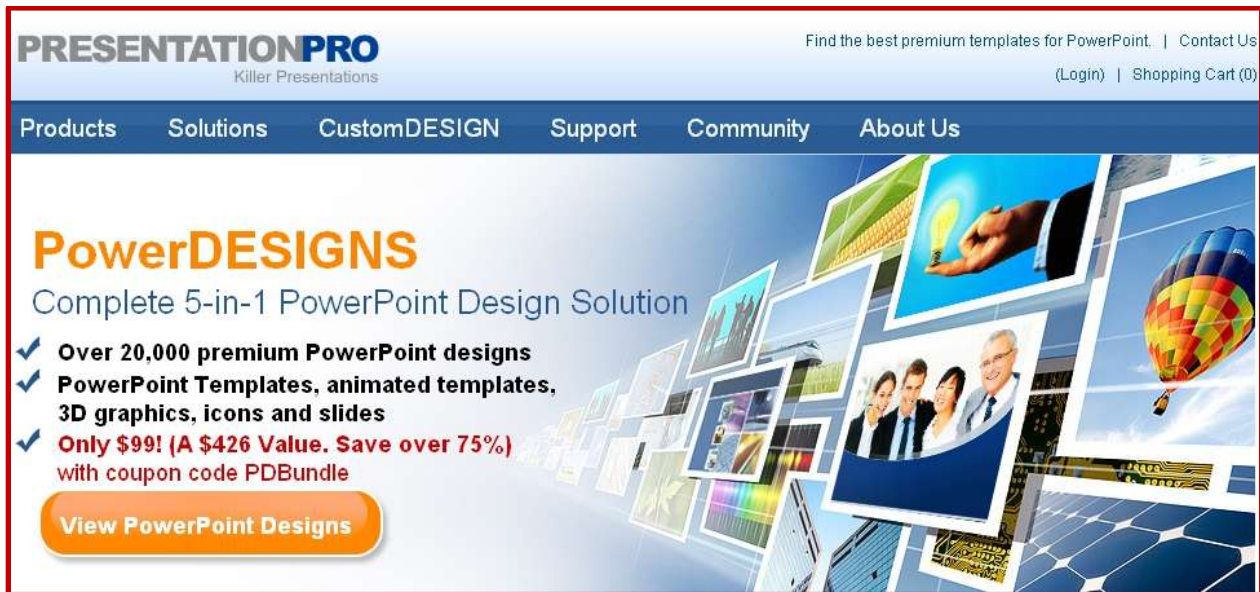 PRESENTATIONPRO
Killer Presentations
Find the best premium templates for PowerPoint. | Contact Us
(Login) | Shopping Cart (0)
Products Solutions CustomDESIGN Support Community About Us
PowerDESIGNS
Complete 5-in-1 PowerPoint Design Solution
Over 20,000 premium PowerPoint designs
PowerPoint Templates, animated templates,
3D graphics, icons and slides
Only $99! (A $426 Value. Save over 75%)
with coupon code PDBundle
View PowerPoint Designs